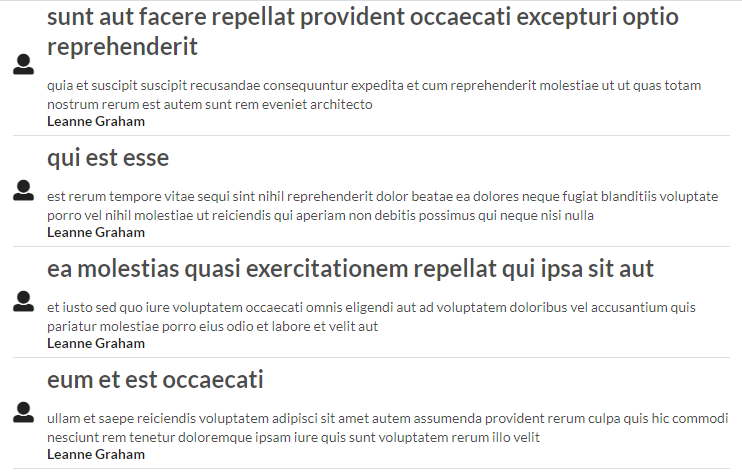 sunt aut facere repellat provident occaecati excepturi optio
reprehenderit
quia et suscipit suscipit recusandae consequuntur expedita et cum reprehenderit molestiae ut ut quas totam
nostrum rerum est autem sunt rem eveniet architecto
Leanne Graham
qui est esse
est rerum tempore vitae sequi sint nihil reprehenderit dolor beatae ea dolores neque fugiat blanditiis voluptate
porro vel nihil molestiae ut reiciendis qui aperiam non debitis possimus qui neque nisi nulla
Leanne Graham
ea molestias quasi exercitationem repellat qui ipsa sit aut
et iusto sed quo iure voluptatem occaecati omnis eligendi aut ad voluptatem doloribus vel accusantium quis
pariatur molestiae porro eius odio et labore et velit aut
Leanne Graham
eum et est occaecati
ullam et saepe reiciendis voluptatem adipisci sit amet autem assumenda provident rerum culpa quis hic commodi
nesciunt rem tenetur doloremque ipsam iure quis sunt voluptatem rerum illo velit
Leanne Graham